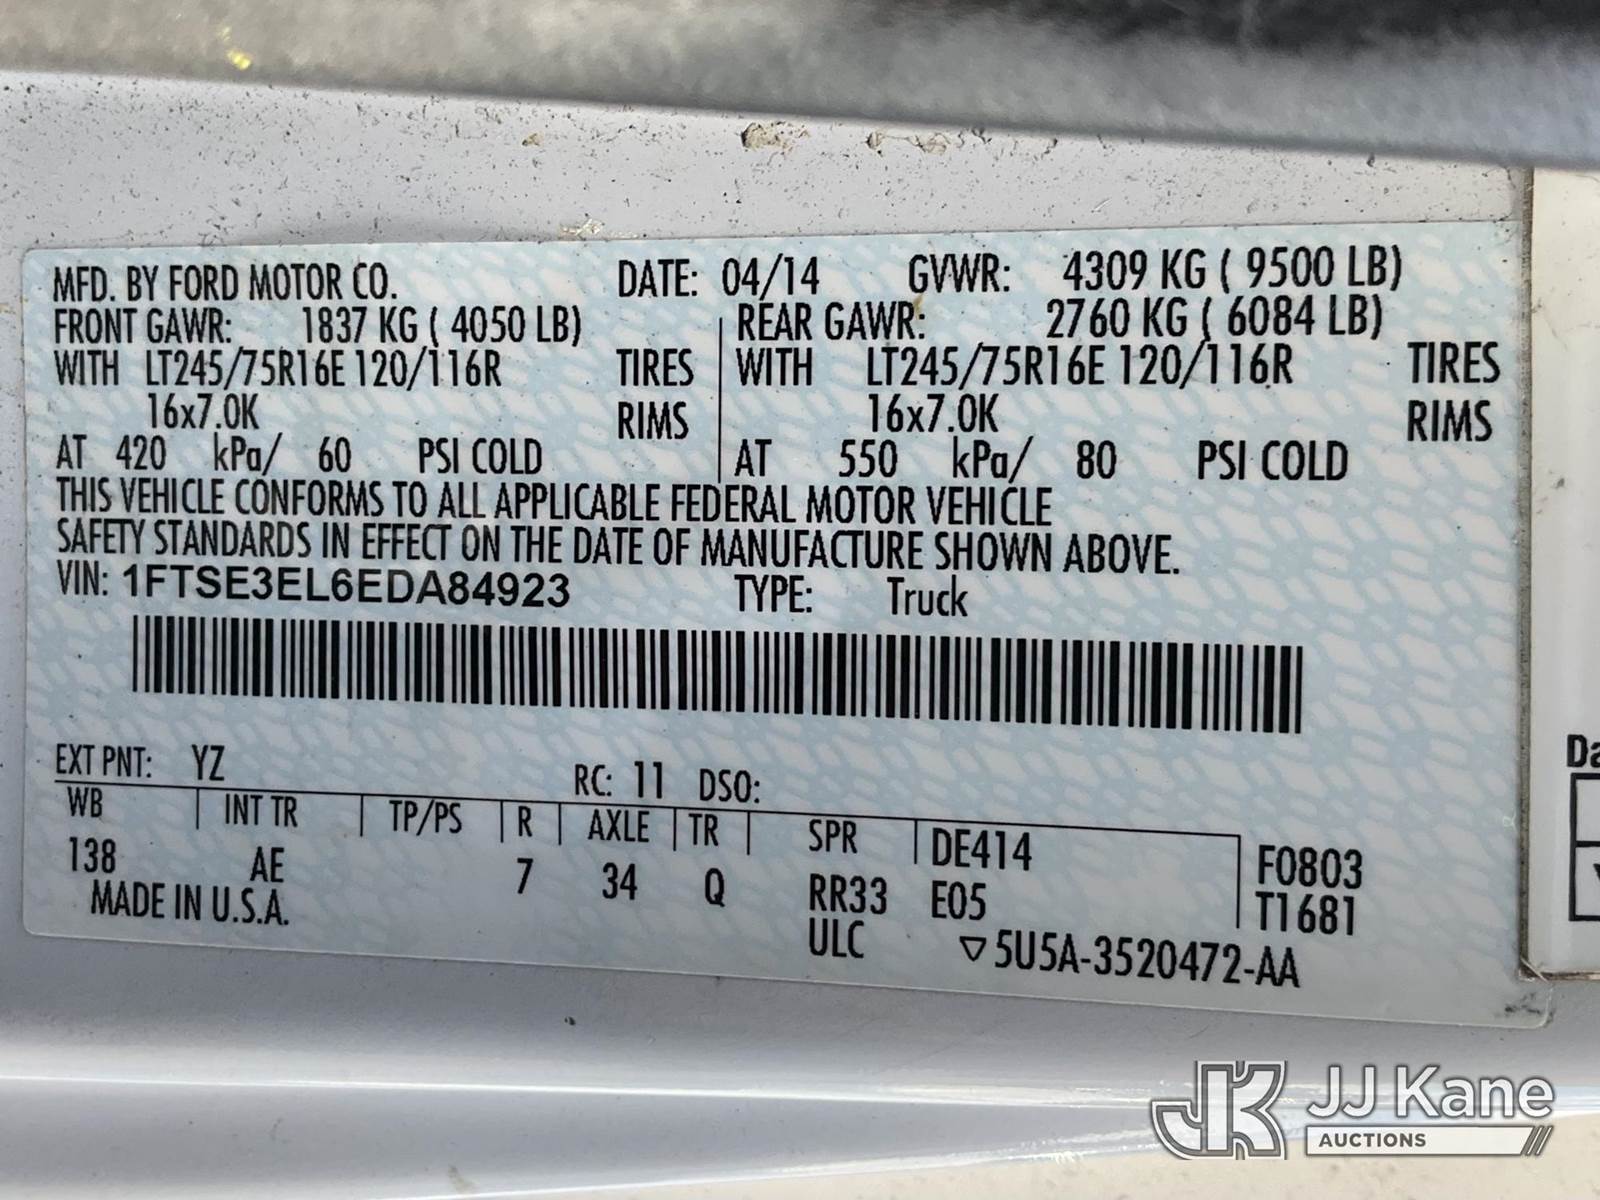 MFD. BY FORD MOTOR CO. DATE: 04/14 GVWR: 4309 KG ( 9500 LB)
FRONT GAWR: 1837 KG ( 4050 LB) REAR GAWR: 2760 KG ( 6084 LB)
WITH LT245/75R16E 120/116R TIRES WITH LT245/75R16E 120/116R TIRES
16x7.0K RIMS 16x7.0K RIMS
AT 420 kPa/ 60 PSI COLD AT 550 kPa/ 80 PSI COLD
THIS VEHICLE CONFORMS TO ALL APPLICABLE FEDERAL MOTOR VEHICLE
SAFETY STANDARDS IN EFFECT ON THE DATE OF MANUFACTURE SHOWN ABOVE.
VIN: 1FTSE3EL6EDA84923 TYPE: Truck
EXT PNT: YZ RC: 11 DSO:
WB INT TR TP/PS R AXLE TR SPR DE414 F0803
138 AE 7 34 Q RR33 E05 T1681
MADE IN U.S.A. ULC ▽5U5A-3520472-AA
JJ Kane
AUCTIONS